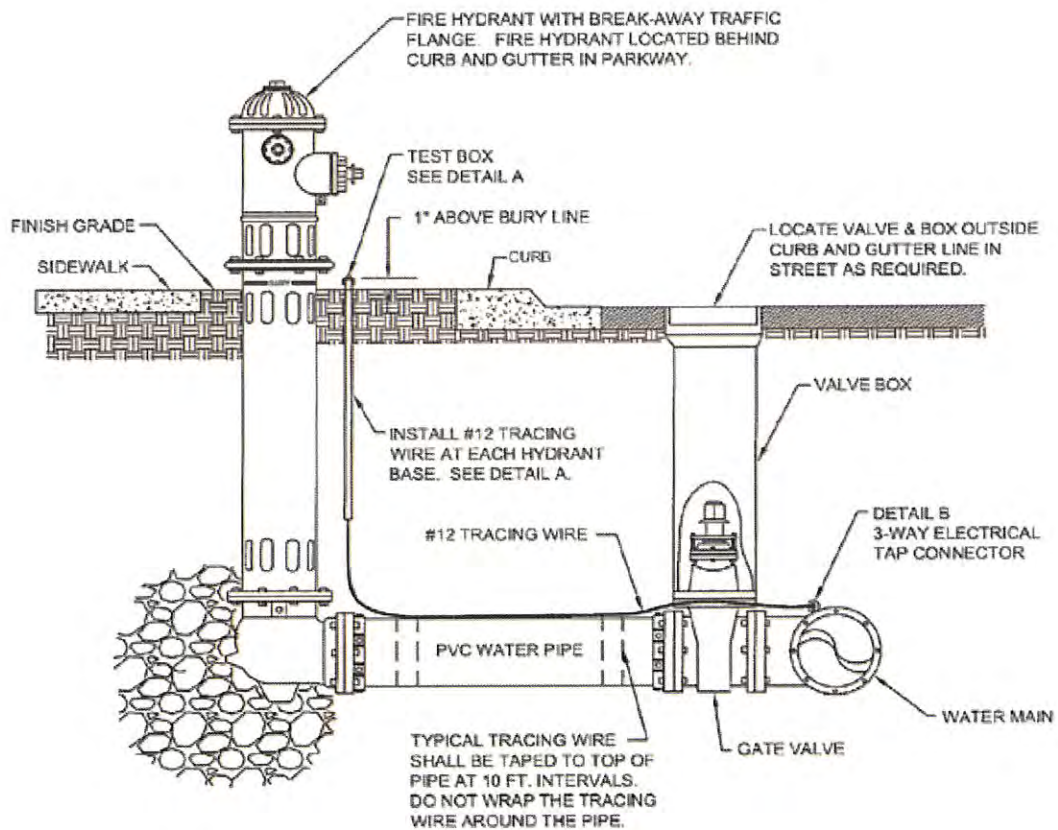 FIRE HYDRANT WITH BREAK-AWAY TRAFFIC
FLANGE. FIRE HYDRANT LOCATED BEHIND
CURB AND GUTTER IN PARKWAY.
TEST BOX
SEE DETAIL A
1" ABOVE BURY LINE
FINISH GRADE
SIDEWALK
CURB
LOCATE VALVE & BOX OUTSIDE
CURB AND GUTTER LINE IN
STREET AS REQUIRED.
VALVE BOX
INSTALL #12 TRACING
WIRE AT EACH HYDRANT
BASE. SEE DETAIL A.
#12 TRACING WIRE
DETAIL B
3-WAY ELECTRICAL
TAP CONNECTOR
PVC WATER PIPE
WATER MAIN
GATE VALVE
TYPICAL TRACING WIRE
SHALL BE TAPED TO TOP OF
PIPE AT 10 FT. INTERVALS.
DO NOT WRAP THE TRACING
WIRE AROUND THE PIPE.